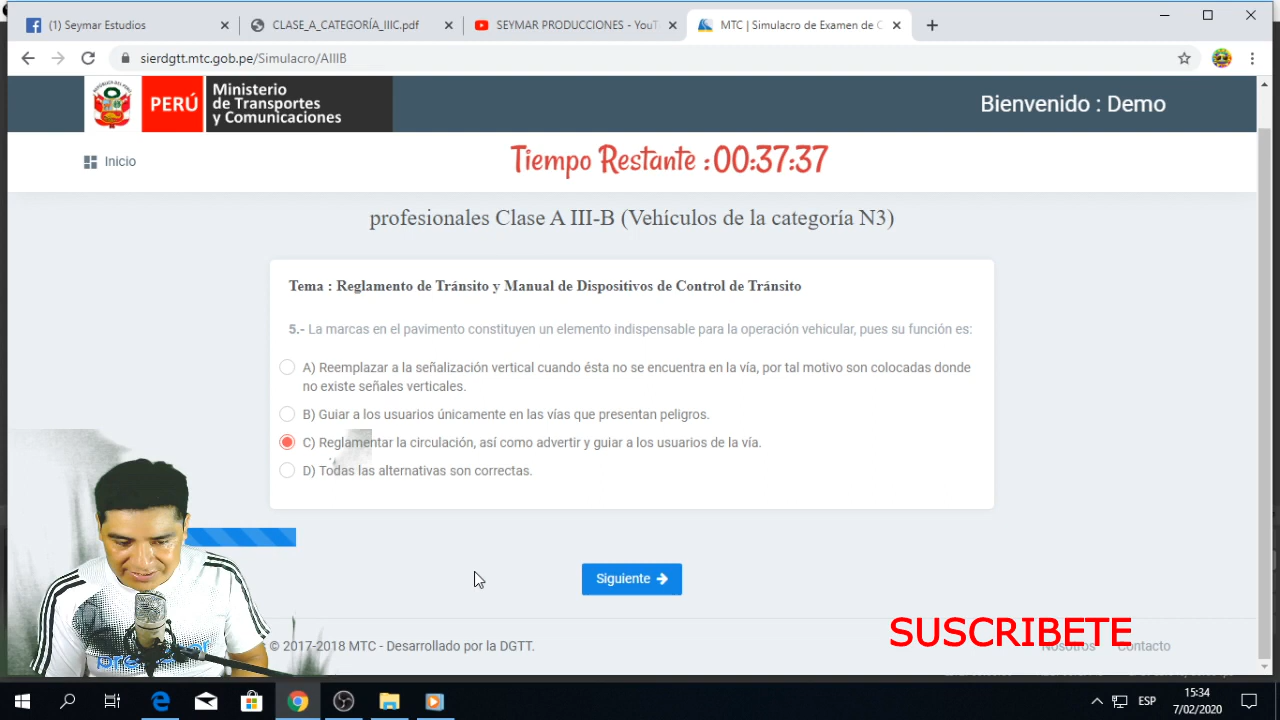 (1) Seymar Estudios
CLASE_A_CATEGORÍA_IIIC.pdf
SEYMAR PRODUCCIONES - YouT
MTC | Simulacro de Examen de C
sierdgtt.mtc.gob.pe/Simulacro/AIIIB
PERÚ
Ministerio
de Transportes
y Comunicaciones
Bienvenido : Demo
Inicio
Tiempo Restante : 00:37:37
profesionales Clase A III-B (Vehículos de la categoría N3)
Tema : Reglamento de Tránsito y Manual de Dispositivos de Control de Tránsito
5.- La marcas en el pavimento constituyen un elemento indispensable para la operación vehicular, pues su función es:
A) Reemplazar a la señalización vertical cuando ésta no se encuentra en la vía, por tal motivo son colocadas donde
no existe señales verticales.
B) Guiar a los usuarios únicamente en las vías que presentan peligros.
C) Reglamentar la circulación, así como advertir y guiar a los usuarios de la vía.
D) Todas las alternativas son correctas.
Siguiente
SUSCRIBETE
© 2017-2018 MTC - Desarrollado por la DGTT.
Nosotros
Contacto
ESP
15:34
7/02/2020